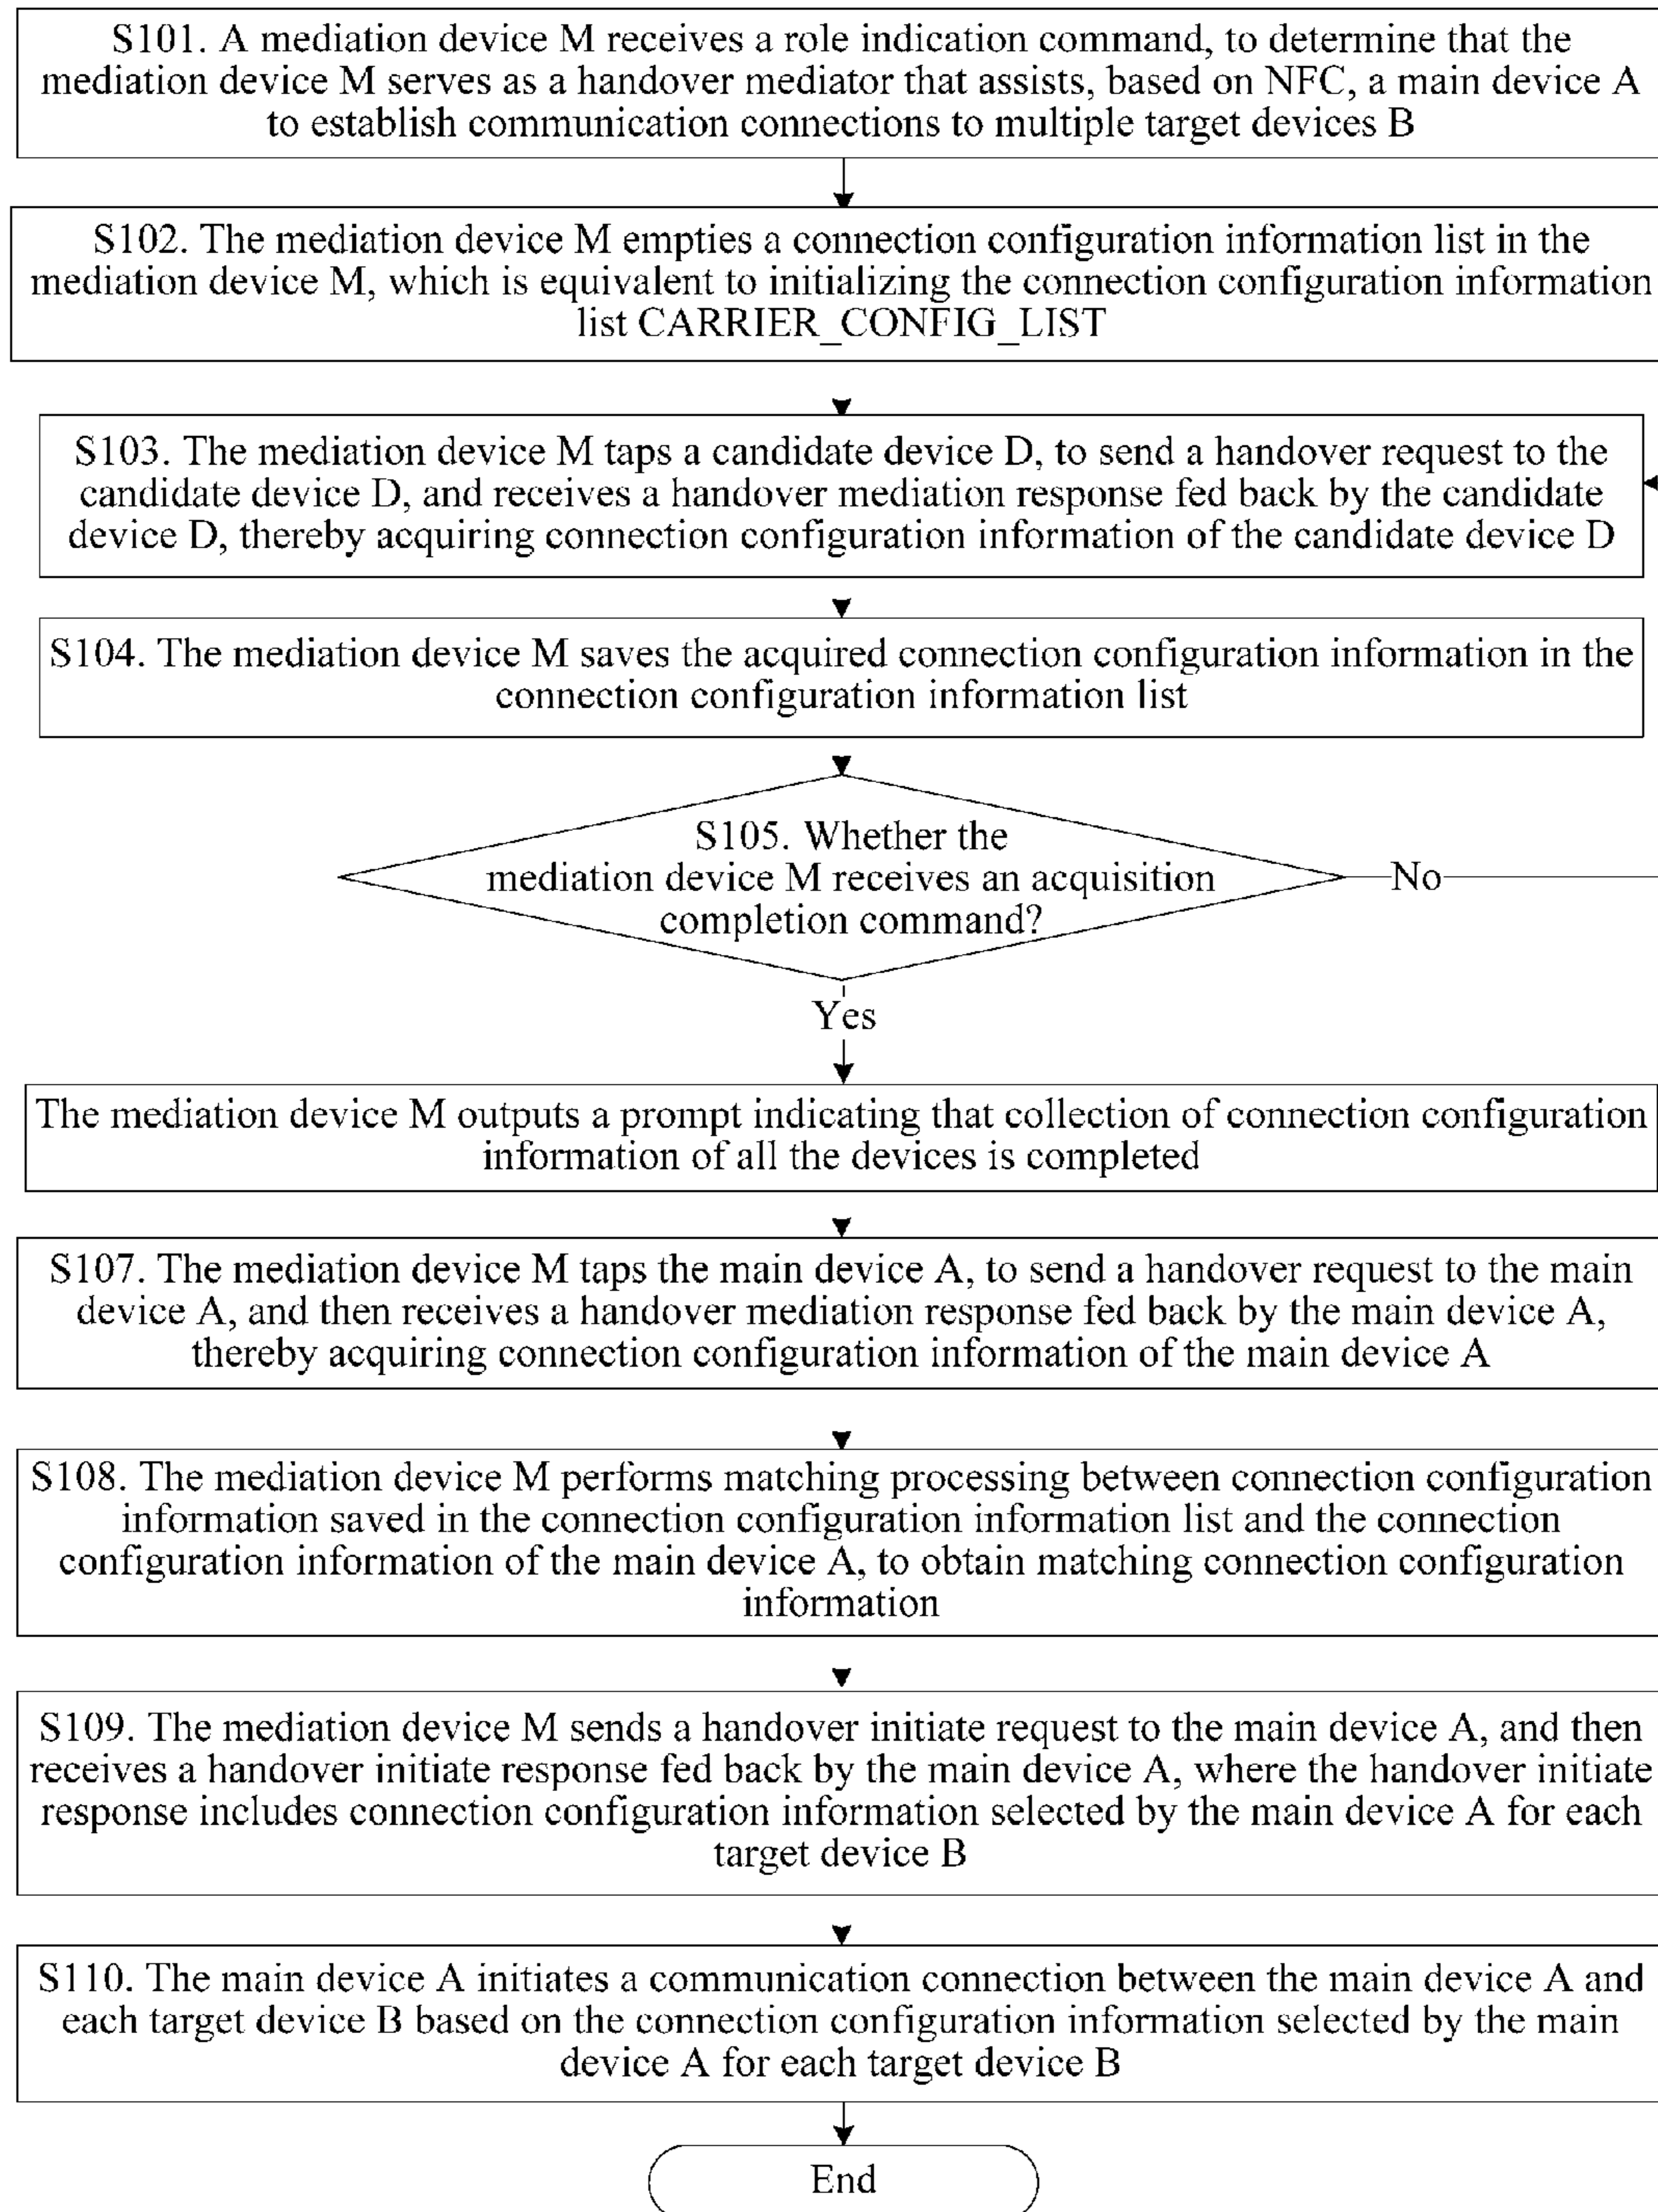 S101. A mediation device M receives a role indication command, to determine that the
mediation device M serves as a handover mediator that assists, based on NFC, a main device A
to establish communication connections to multiple target devices B
S102. The mediation device M empties a connection configuration information list in the
mediation device M, which is equivalent to initializing the connection configuration information
list CARRIER_CONFIG_LIST
S103. The mediation device M taps a candidate device D, to send a handover request to the
candidate device D, and receives a handover mediation response fed back by the candidate
device D, thereby acquiring connection configuration information of the candidate device D
S104. The mediation device M saves the acquired connection configuration information in the
connection configuration information list
S105. Whether the
mediation device M receives an acquisition
completion command?
No
Yes
The mediation device M outputs a prompt indicating that collection of connection configuration
information of all the devices is completed
S107. The mediation device M taps the main device A, to send a handover request to the main
device A, and then receives a handover mediation response fed back by the main device A,
thereby acquiring connection configuration information of the main device A
S108. The mediation device M performs matching processing between connection configuration
information saved in the connection configuration information list and the connection
configuration information of the main device A, to obtain matching connection configuration
information
S109. The mediation device M sends a handover initiate request to the main device A, and then
receives a handover initiate response fed back by the main device A, where the handover initiate
response includes connection configuration information selected by the main device A for each
target device B
S110. The main device A initiates a communication connection between the main device A and
each target device B based on the connection configuration information selected by the main
device A for each target device B
End